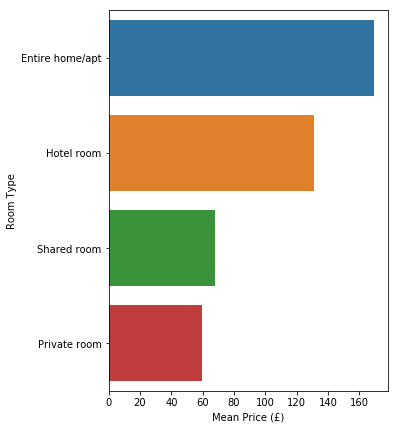 Entire home/apt
Hotel room
Shared room
Private room
Room Type
0 20 40 60 80 100 120 140 160
Mean Price (£)